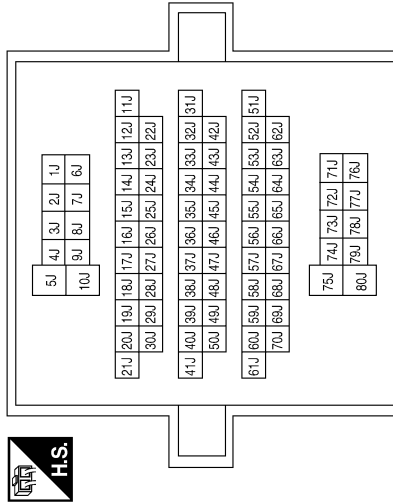 H.S.
5J 4J 3J 2J 1J
10J 9J 8J 7J 6J
21J 20J 19J 18J 17J 16J 15J 14J 13J 12J 11J
30J 29J 28J 27J 26J 25J 24J 23J 22J
41J 40J 39J 38J 37J 36J 35J 34J 33J 32J 31J
50J 49J 48J 47J 46J 45J 44J 43J 42J
61J 60J 59J 58J 57J 56J 55J 54J 53J 52J 51J
70J 69J 68J 67J 66J 65J 64J 63J 62J
75J 74J 73J 72J 71J
80J 79J 78J 77J 76J